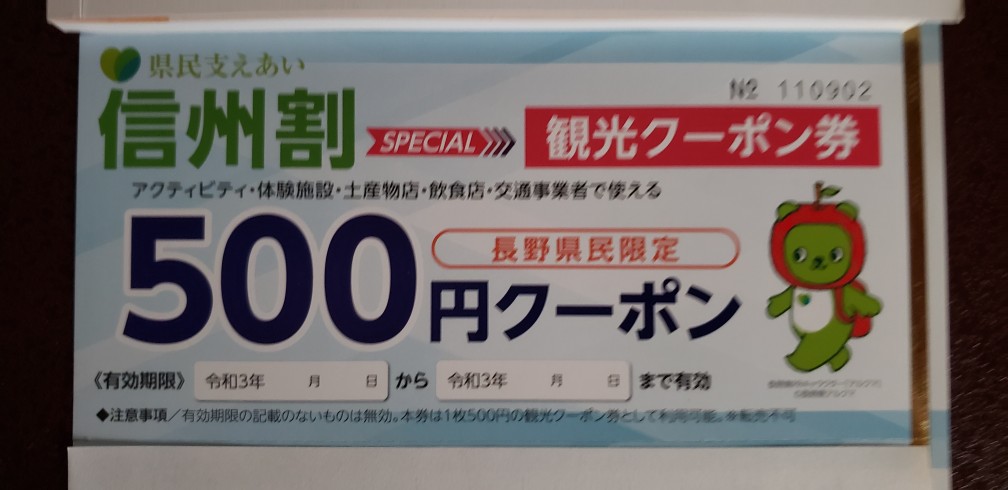 県民支えあい
信州割
SPECIAL
№ 110902
観光クーポン券
アクティビティ・体験施設・土産物店・飲食店・交通事業者で使える
500円クーポン
長野県民限定
《有効期限》 令和3年 月 日 から 令和3年 月 日 まで有効
◆注意事項／有効期限の記載のないものは無効。本券は1枚500円の観光クーポン券として利用可能。※転売不可